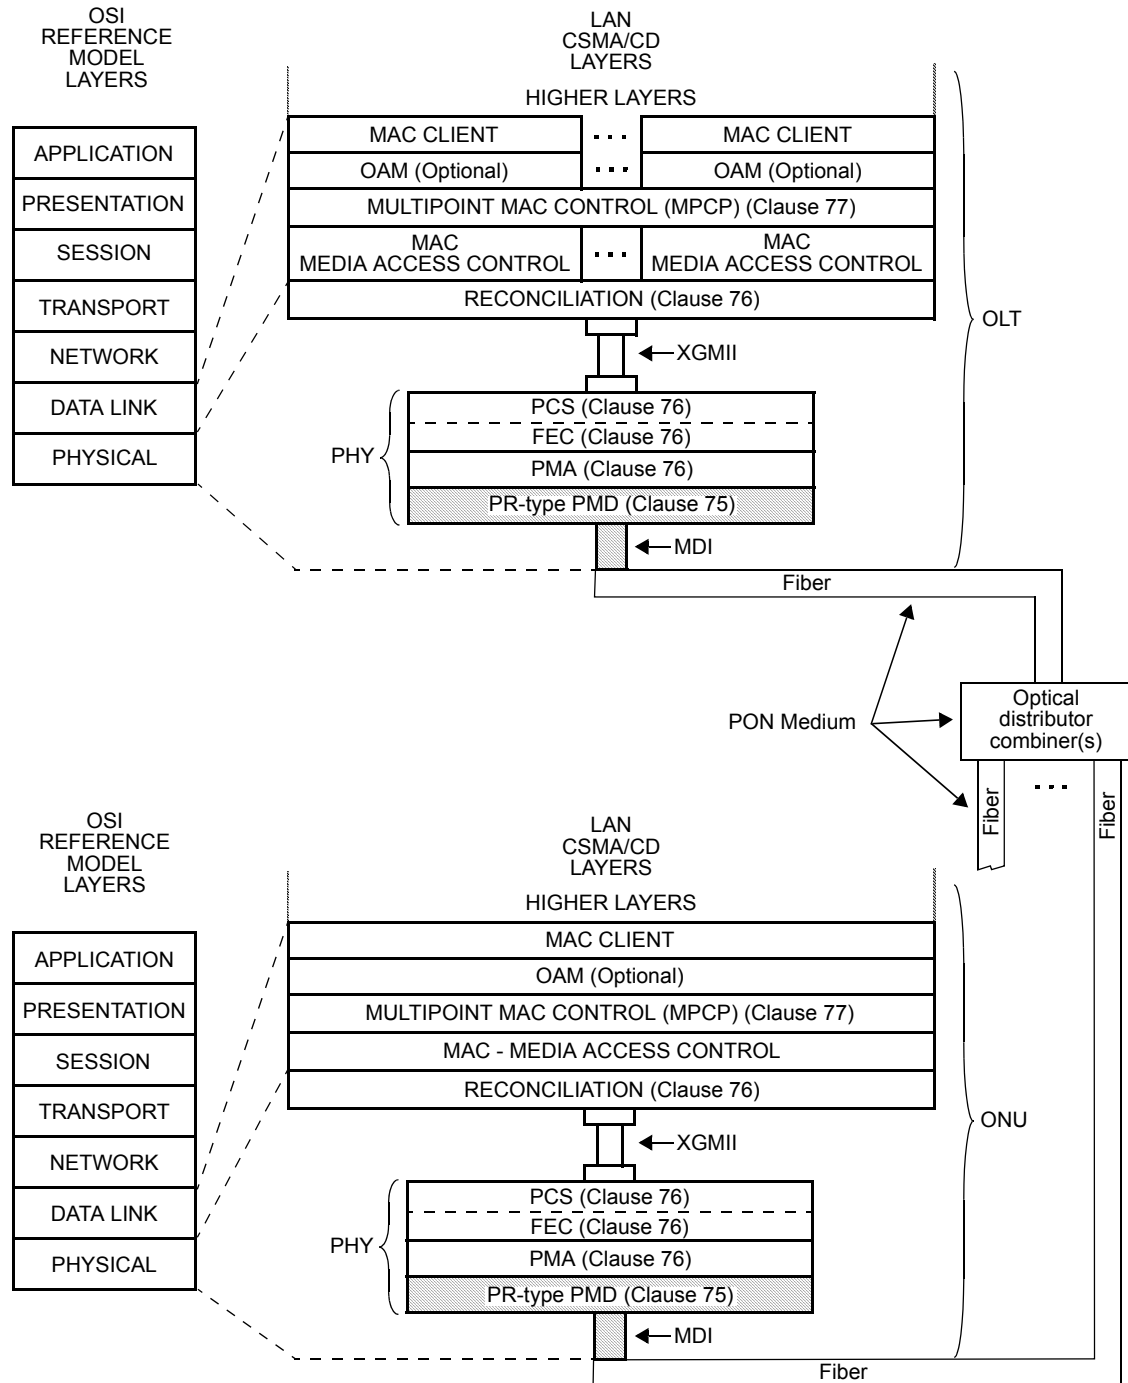 OSI
REFERENCE
MODEL
LAYERS
LAN
CSMA/CD
LAYERS
HIGHER LAYERS
APPLICATION
PRESENTATION
SESSION
TRANSPORT
NETWORK
DATA LINK
PHYSICAL
MAC CLIENT
...
MAC CLIENT
OAM (Optional)
...
OAM (Optional)
MULTIPOINT MAC CONTROL (MPCP) (Clause 77)
MAC
MEDIA ACCESS CONTROL
...
MAC
MEDIA ACCESS CONTROL
RECONCILIATION (Clause 76)
OLT
XGMII
PHY
PCS (Clause 76)
FEC (Clause 76)
PMA (Clause 76)
PR-type PMD (Clause 75)
MDI
Fiber
PON Medium
Optical
distributor
combiner(s)
Fiber
...
Fiber
OSI
REFERENCE
MODEL
LAYERS
LAN
CSMA/CD
LAYERS
HIGHER LAYERS
APPLICATION
PRESENTATION
SESSION
TRANSPORT
NETWORK
DATA LINK
PHYSICAL
MAC CLIENT
OAM (Optional)
MULTIPOINT MAC CONTROL (MPCP) (Clause 77)
MAC - MEDIA ACCESS CONTROL
RECONCILIATION (Clause 76)
ONU
XGMII
PHY
PCS (Clause 76)
FEC (Clause 76)
PMA (Clause 76)
PR-type PMD (Clause 75)
MDI
Fiber